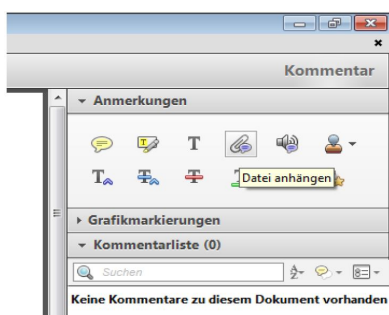 Kommentar
Anmerkungen
T
T
Datei anhängen
Grafikmarkierungen
Kommentarliste (0)
Suchen
Keine Kommentare zu diesem Dokument vorhanden